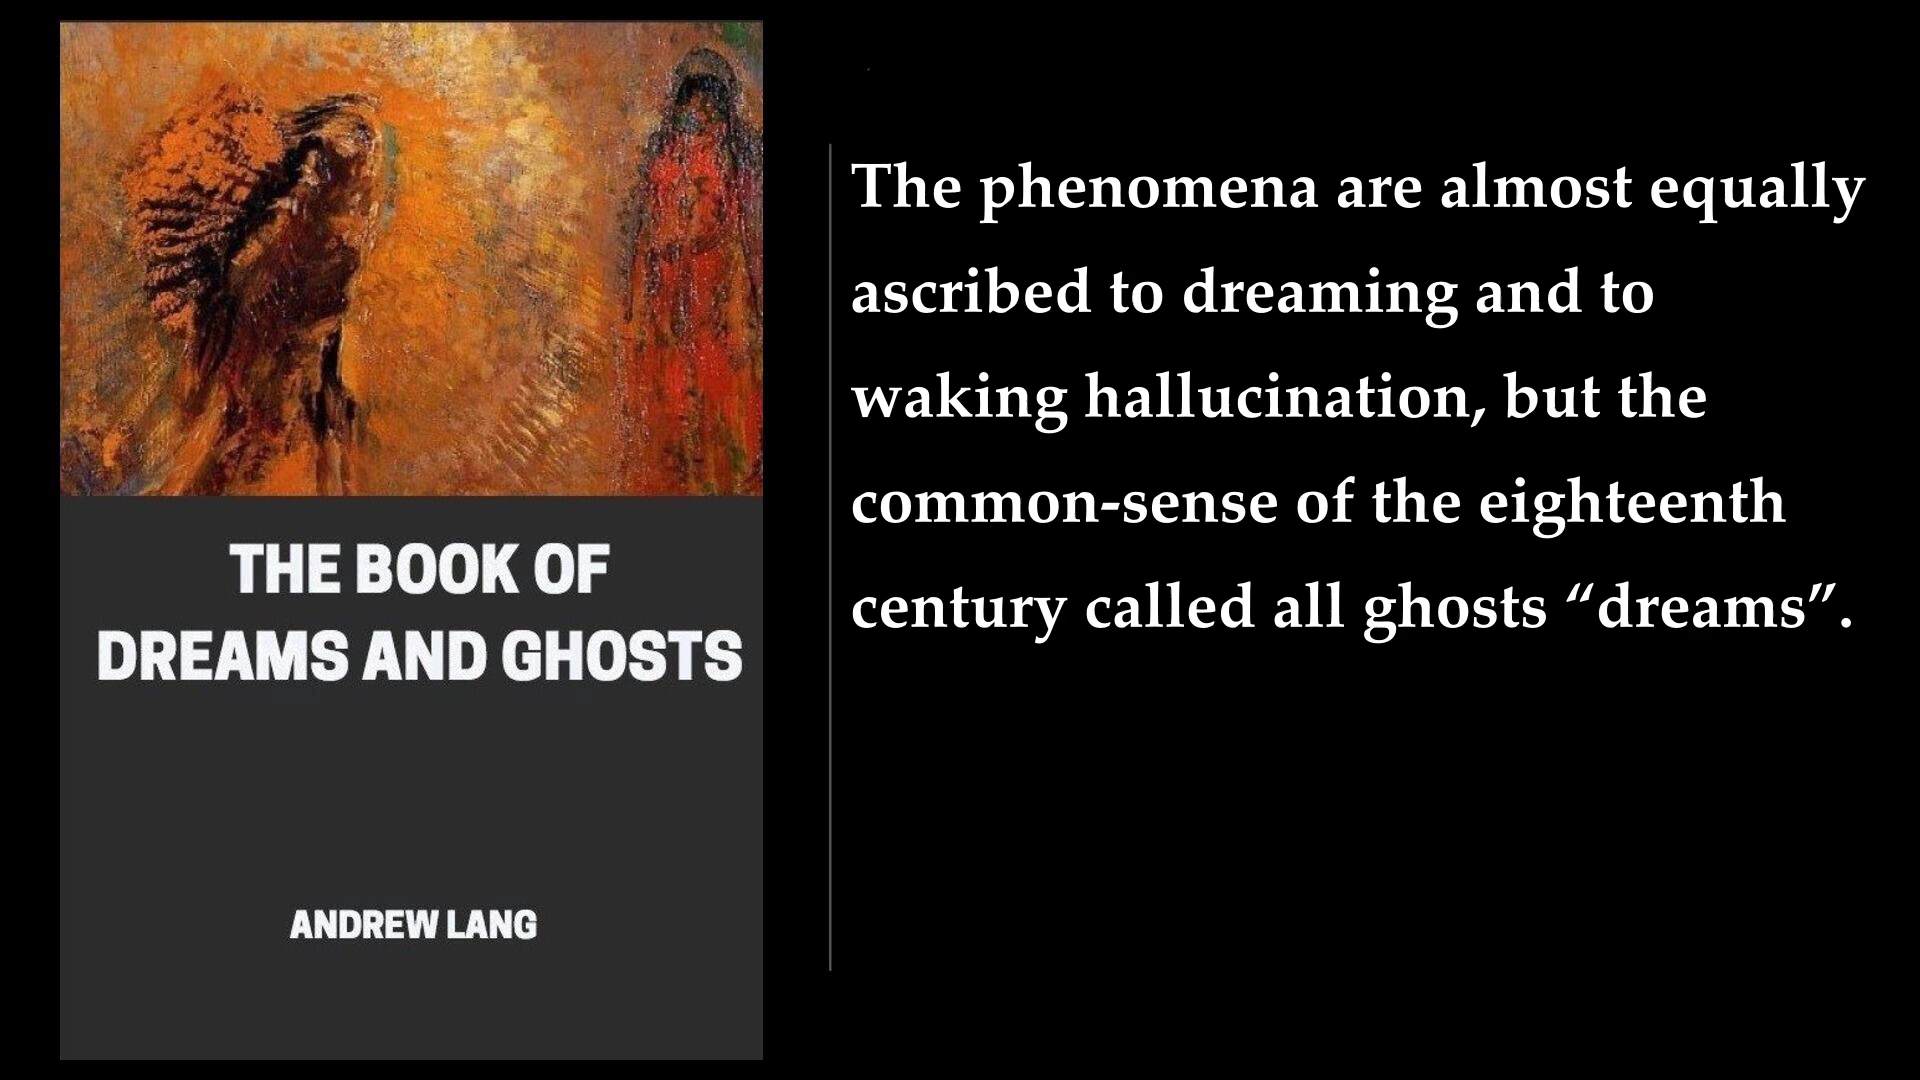 THE BOOK OF
DREAMS AND GHOSTS
ANDREW LANG
The phenomena are almost equally
ascribed to dreaming and to
waking hallucination, but the
common-sense of the eighteenth
century called all ghosts “dreams”.